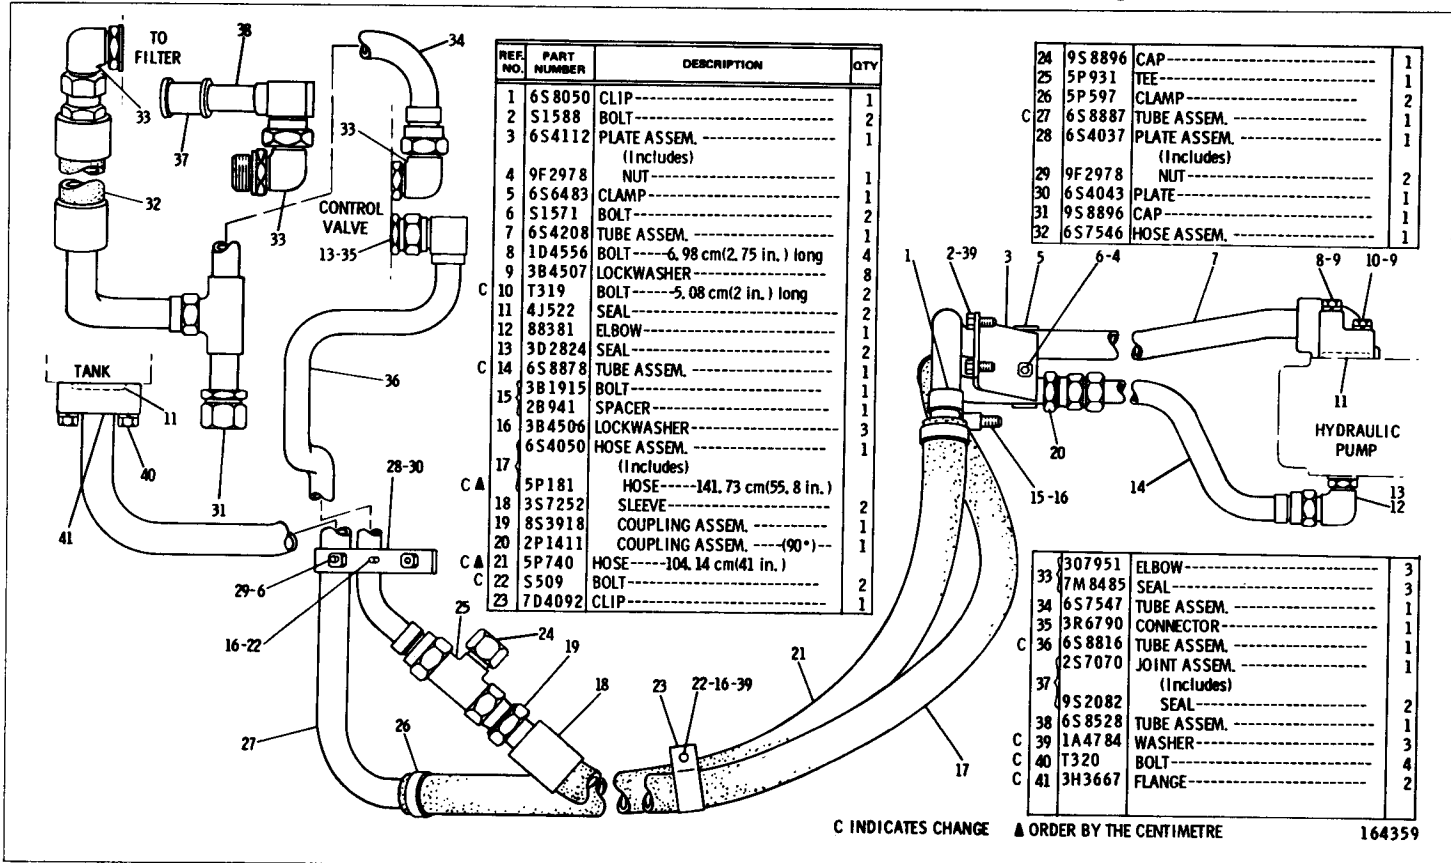 TO
FILTER
38
34
33
37
33
33
32
CONTROL
VALVE
13-35
36
TANK
11
40
41
31
28-30
29-6
16-22
25
24
19
18
27
26
23
22-16-39
21
17
1
2-39
3
5
6-4
7
8-9
10-9
11
HYDRAULIC
PUMP
20
14
15-16
13
12
REF. NO. PART NUMBER DESCRIPTION QTY
1 6S8050 CLIP 1
2 S1588 BOLT 2
3 6S4112 PLATE ASSEM. 1
(Includes)
4 9F2978 NUT 1
5 6S6483 CLAMP 1
6 S1571 BOLT 2
7 6S4208 TUBE ASSEM. 1
8 1D4556 BOLT-----6.98 cm(2.75 in.) long 4
9 3B4507 LOCKWASHER 8
C 10 T319 BOLT-----5.08 cm(2 in.) long 2
11 4J522 SEAL 2
12 88381 ELBOW 1
13 3D2824 SEAL 2
C 14 6S8878 TUBE ASSEM. 1
15 3B1915 BOLT 1
2B941 SPACER 1
16 3B4506 LOCKWASHER 3
17 6S4050 HOSE ASSEM. 1
(Includes)
C ▲ 5P181 HOSE-----141.73 cm(55.8 in.)
18 3S7252 SLEEVE 2
19 8S3918 COUPLING ASSEM. 1
20 2P1411 COUPLING ASSEM. ----(90°)-- 1
C ▲ 21 5P740 HOSE-----104.14 cm(41 in.)
C 22 S509 BOLT 2
23 7D4092 CLIP 1
24 9S8896 CAP 1
25 5P931 TEE 1
26 5P597 CLAMP 2
C 27 6S8887 TUBE ASSEM. 1
28 6S4037 PLATE ASSEM. 1
(Includes)
29 9F2978 NUT 2
30 6S4043 PLATE 1
31 9S8896 CAP 1
32 6S7546 HOSE ASSEM. 1
33 307951 ELBOW 3
7M8485 SEAL 3
34 6S7547 TUBE ASSEM. 1
35 3R6790 CONNECTOR 1
C 36 6S8816 TUBE ASSEM. 1
37 2S7070 JOINT ASSEM. 1
(Includes)
9S2082 SEAL 2
38 6S8528 TUBE ASSEM. 1
C 39 1A4784 WASHER 3
C 40 T320 BOLT 4
C 41 3H3667 FLANGE 2
C INDICATES CHANGE ▲ ORDER BY THE CENTIMETRE
164359